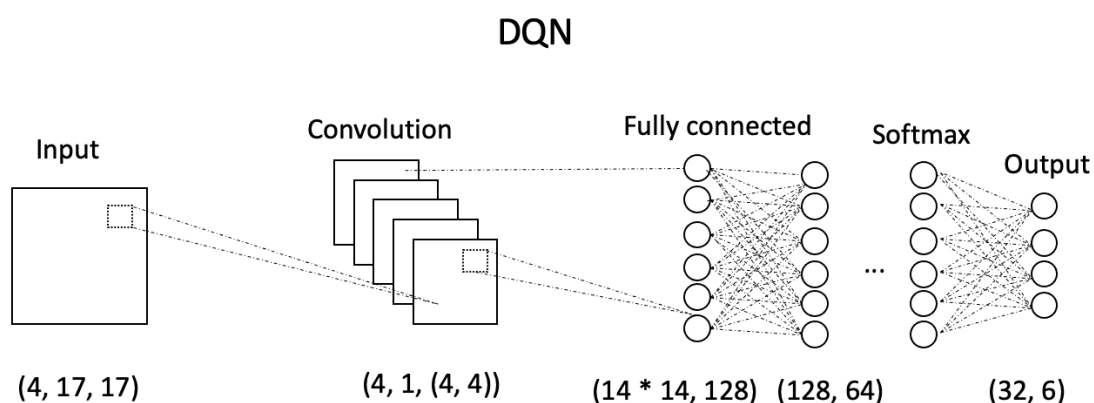 DQN
Input
Convolution
Fully connected
Softmax
Output
...
(4, 17, 17)
(4, 1, (4, 4))
(14 * 14, 128)
(128, 64)
(32, 6)